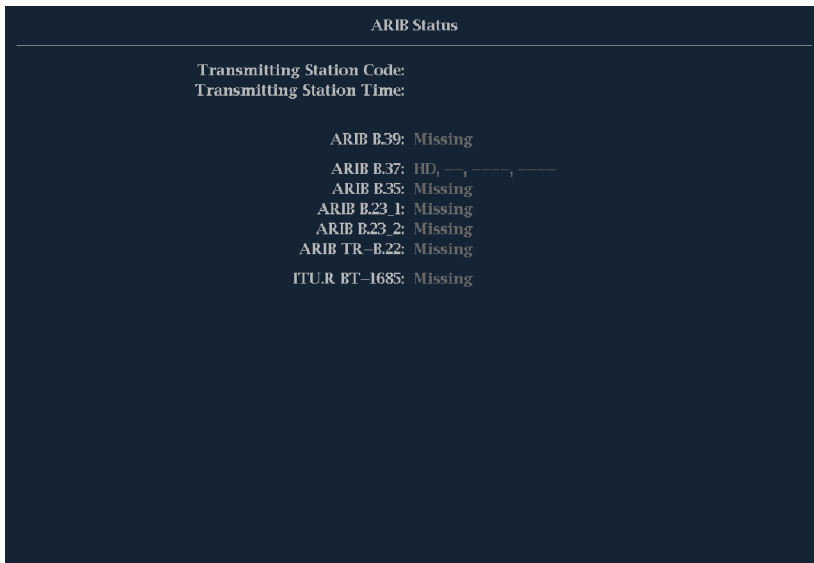 ARIB Status
Transmitting Station Code:
Transmitting Station Time:
ARIB B.39: Missing
ARIB B.37: HD, --, ----, ----
ARIB B.35: Missing
ARIB B.23_1: Missing
ARIB B.23_2: Missing
ARIB TR-B.22: Missing
ITU.R BT-1685: Missing